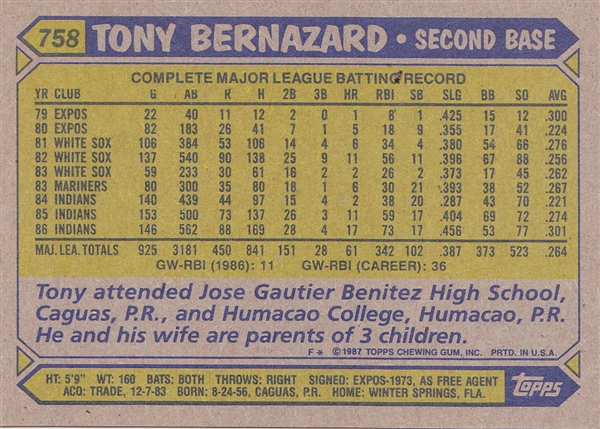 758 TONY BERNAZARD • SECOND BASE
COMPLETE MAJOR LEAGUE BATTING RECORD
YR CLUB G AB R H 2B 3B HR RBI SB SLG BB SO AVG
79 EXPOS 22 40 11 12 2 0 1 8 1 .425 15 12 .300
80 EXPOS 82 183 26 41 7 1 5 18 9 .355 17 41 .224
81 WHITE SOX 106 384 53 106 14 4 6 34 4 .380 54 66 .276
82 WHITE SOX 137 540 90 138 25 9 11 56 11 .396 67 88 .256
83 WHITE SOX 59 233 30 61 16 2 2 26 2 .373 17 45 .262
83 MARINERS 80 300 35 80 18 1 6 30 21 .393 38 52 .267
84 INDIANS 140 439 44 97 15 4 2 38 20 .287 43 70 .221
85 INDIANS 153 500 73 137 26 3 11 59 17 .404 69 72 .274
86 INDIANS 146 562 88 169 28 4 17 73 17 .456 53 77 .301
MAJ. LEA. TOTALS 925 3181 450 841 151 28 61 342 102 .387 373 523 .264
GW-RBI (1986): 11 GW-RBI (CAREER): 36
Tony attended Jose Gautier Benitez High School,
Caguas, P.R., and Humacao College, Humacao, P.R.
He and his wife are parents of 3 children.
F* ©1987 TOPPS CHEWING GUM, INC. PRTD. IN U.S.A.
HT: 5'9" WT: 160 BATS: BOTH THROWS: RIGHT SIGNED: EXPOS-1973, AS FREE AGENT
ACQ: TRADE, 12-7-83 BORN: 8-24-56, CAGUAS, P.R. HOME: WINTER SPRINGS, FLA.
Topps